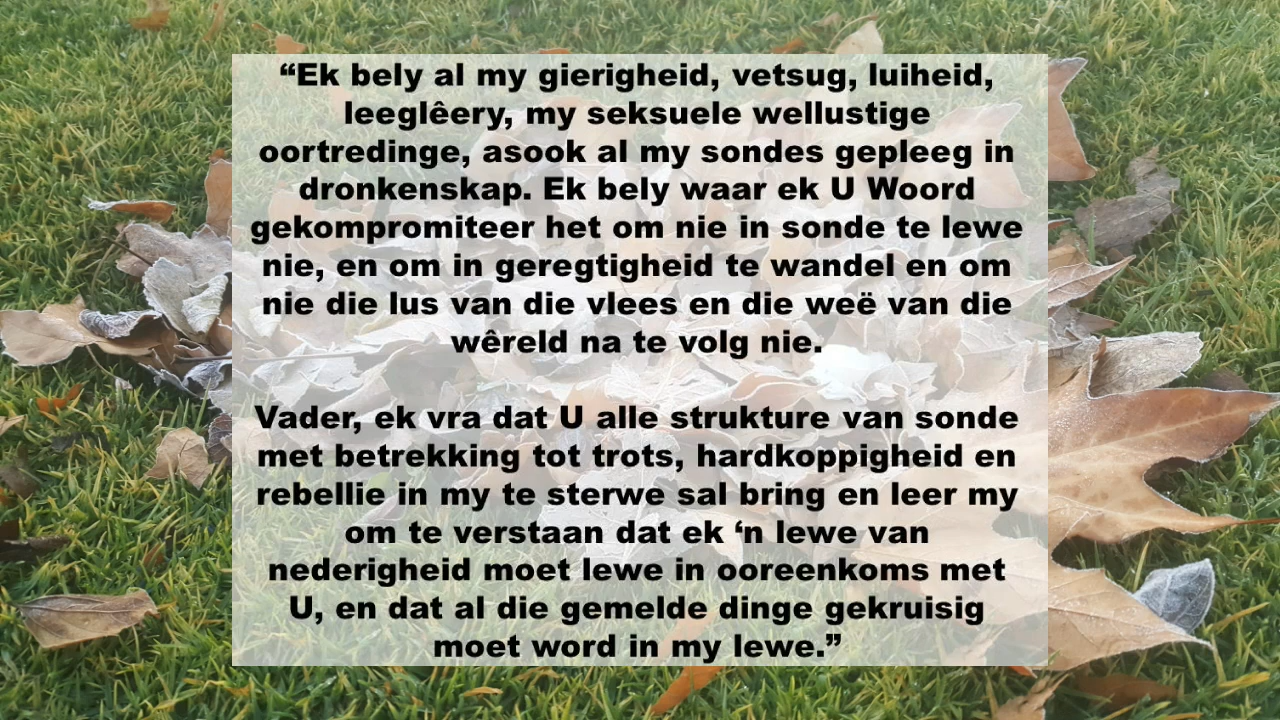 “Ek bely al my gierigheid, vetsug, luiheid,
leeglêery, my seksuele wellustige
oortredinge, asook al my sondes gepleeg in
dronkenskap. Ek bely waar ek U Woord
gekompromiteer het om nie in sonde te lewe
nie, en om in geregtigheid te wandel en om
nie die lus van die vlees en die weë van die
wêreld na te volg nie.
Vader, ek vra dat U alle strukture van sonde
met betrekking tot trots, hardkoppigheid en
rebellie in my te sterwe sal bring en leer my
om te verstaan dat ek ‘n lewe van
nederigheid moet lewe in ooreenkoms met
U, en dat al die gemelde dinge gekruisig
moet word in my lewe.”